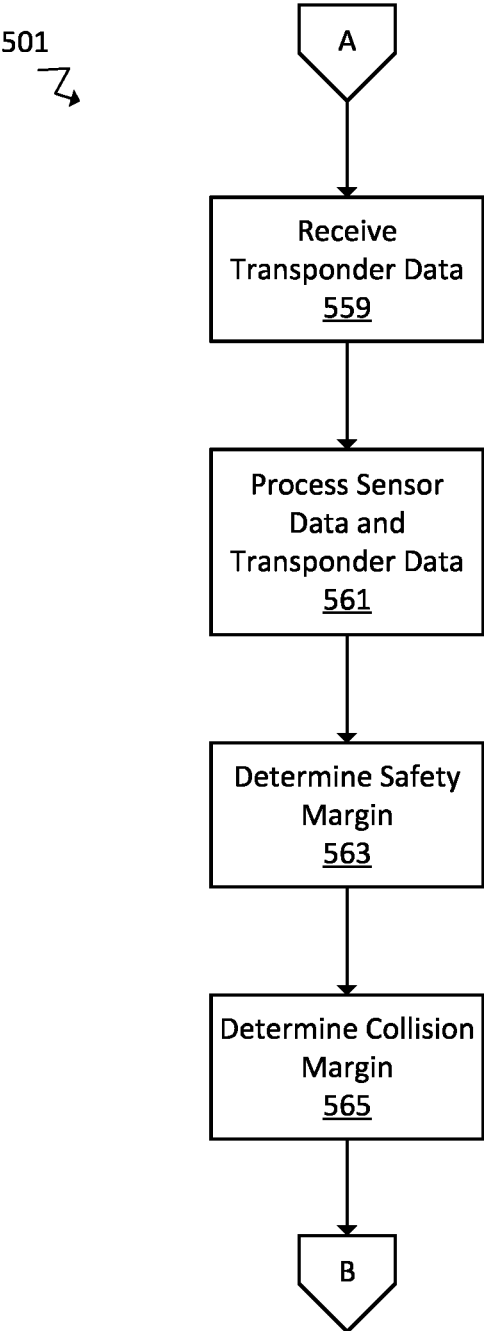 501
A
Receive
Transponder Data
559
Process Sensor
Data and
Transponder Data
561
Determine Safety
Margin
563
Determine Collision
Margin
565
B